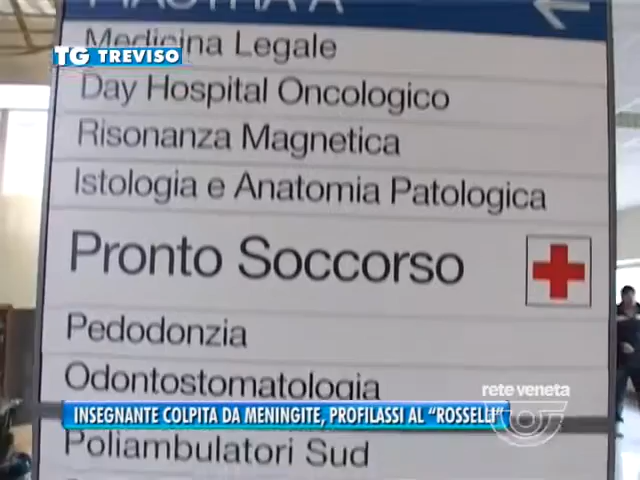 PIASTRA A
Medicina Legale
TG TREVISO
Day Hospital Oncologico
Risonanza Magnetica
Istologia e Anatomia Patologica
Pronto Soccorso
Pedodonzia
Odontostomatologia
rete veneta
INSEGNANTE COLPITA DA MENINGITE, PROFILASSI AL "ROSSELLI"
Poliambulatori Sud